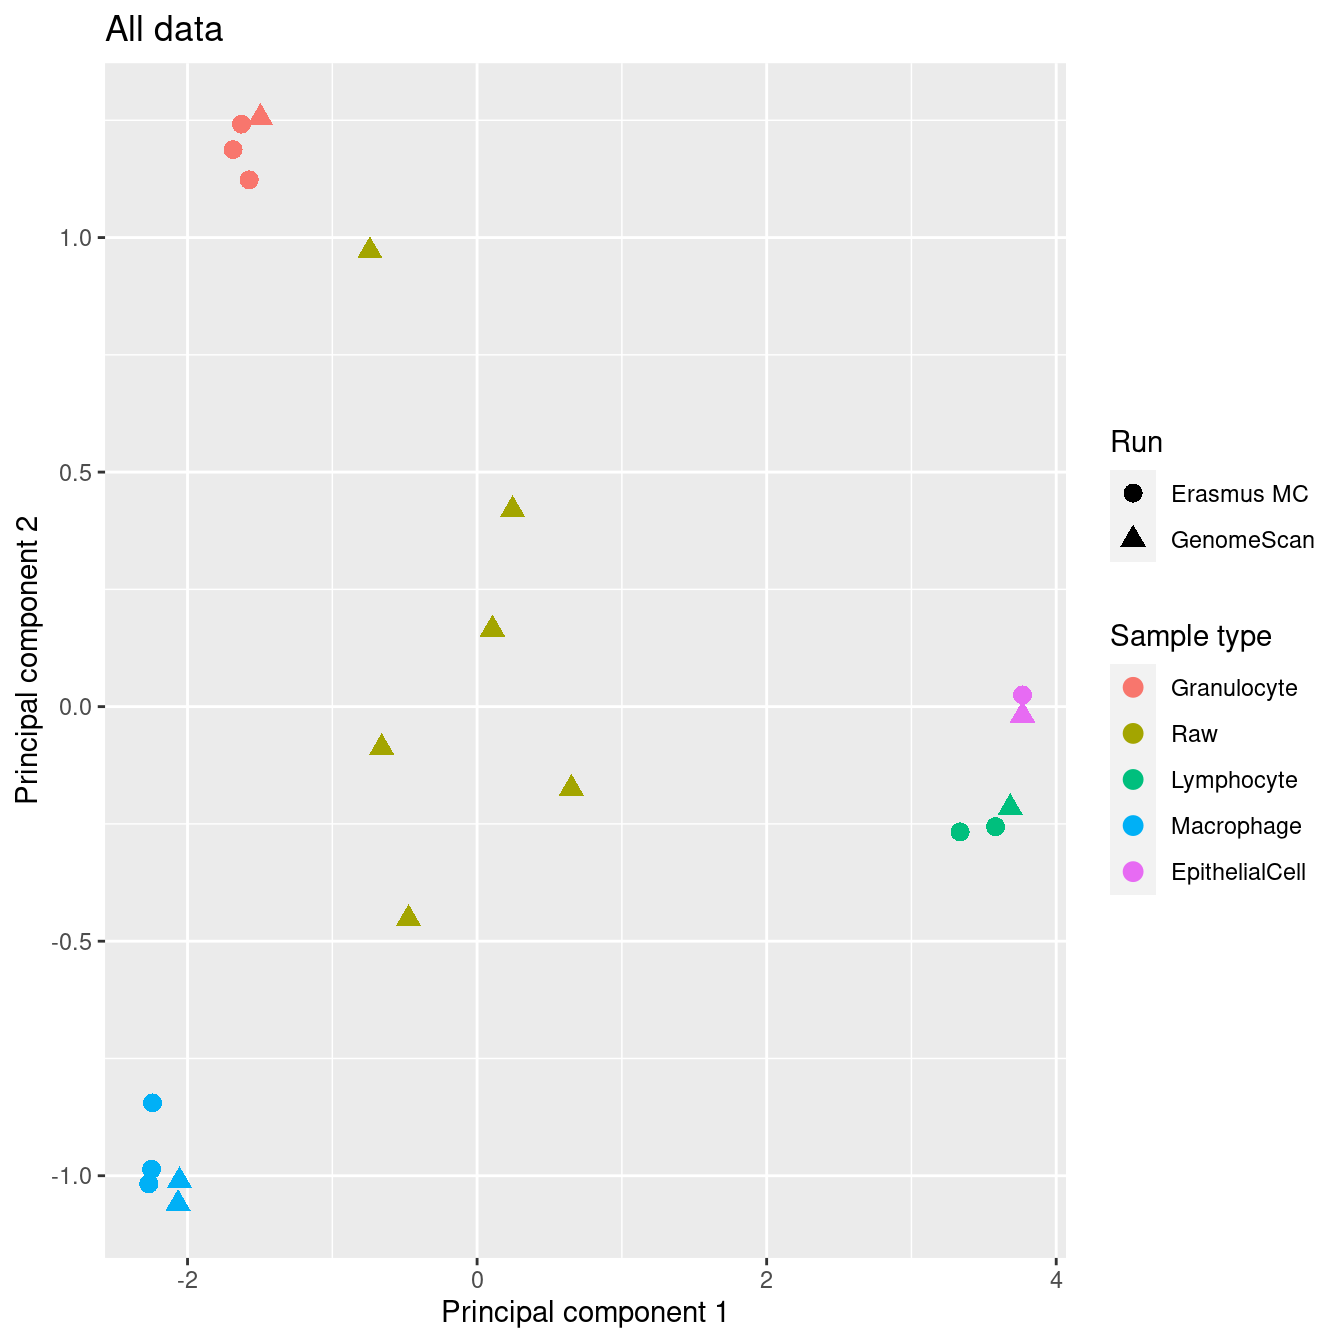 All data
Principal component 2
1.0
0.5
0.0
-0.5
-1.0
-2
0
2
4
Principal component 1
Run
Erasmus MC
GenomeScan
Sample type
Granulocyte
Raw
Lymphocyte
Macrophage
EpithelialCell